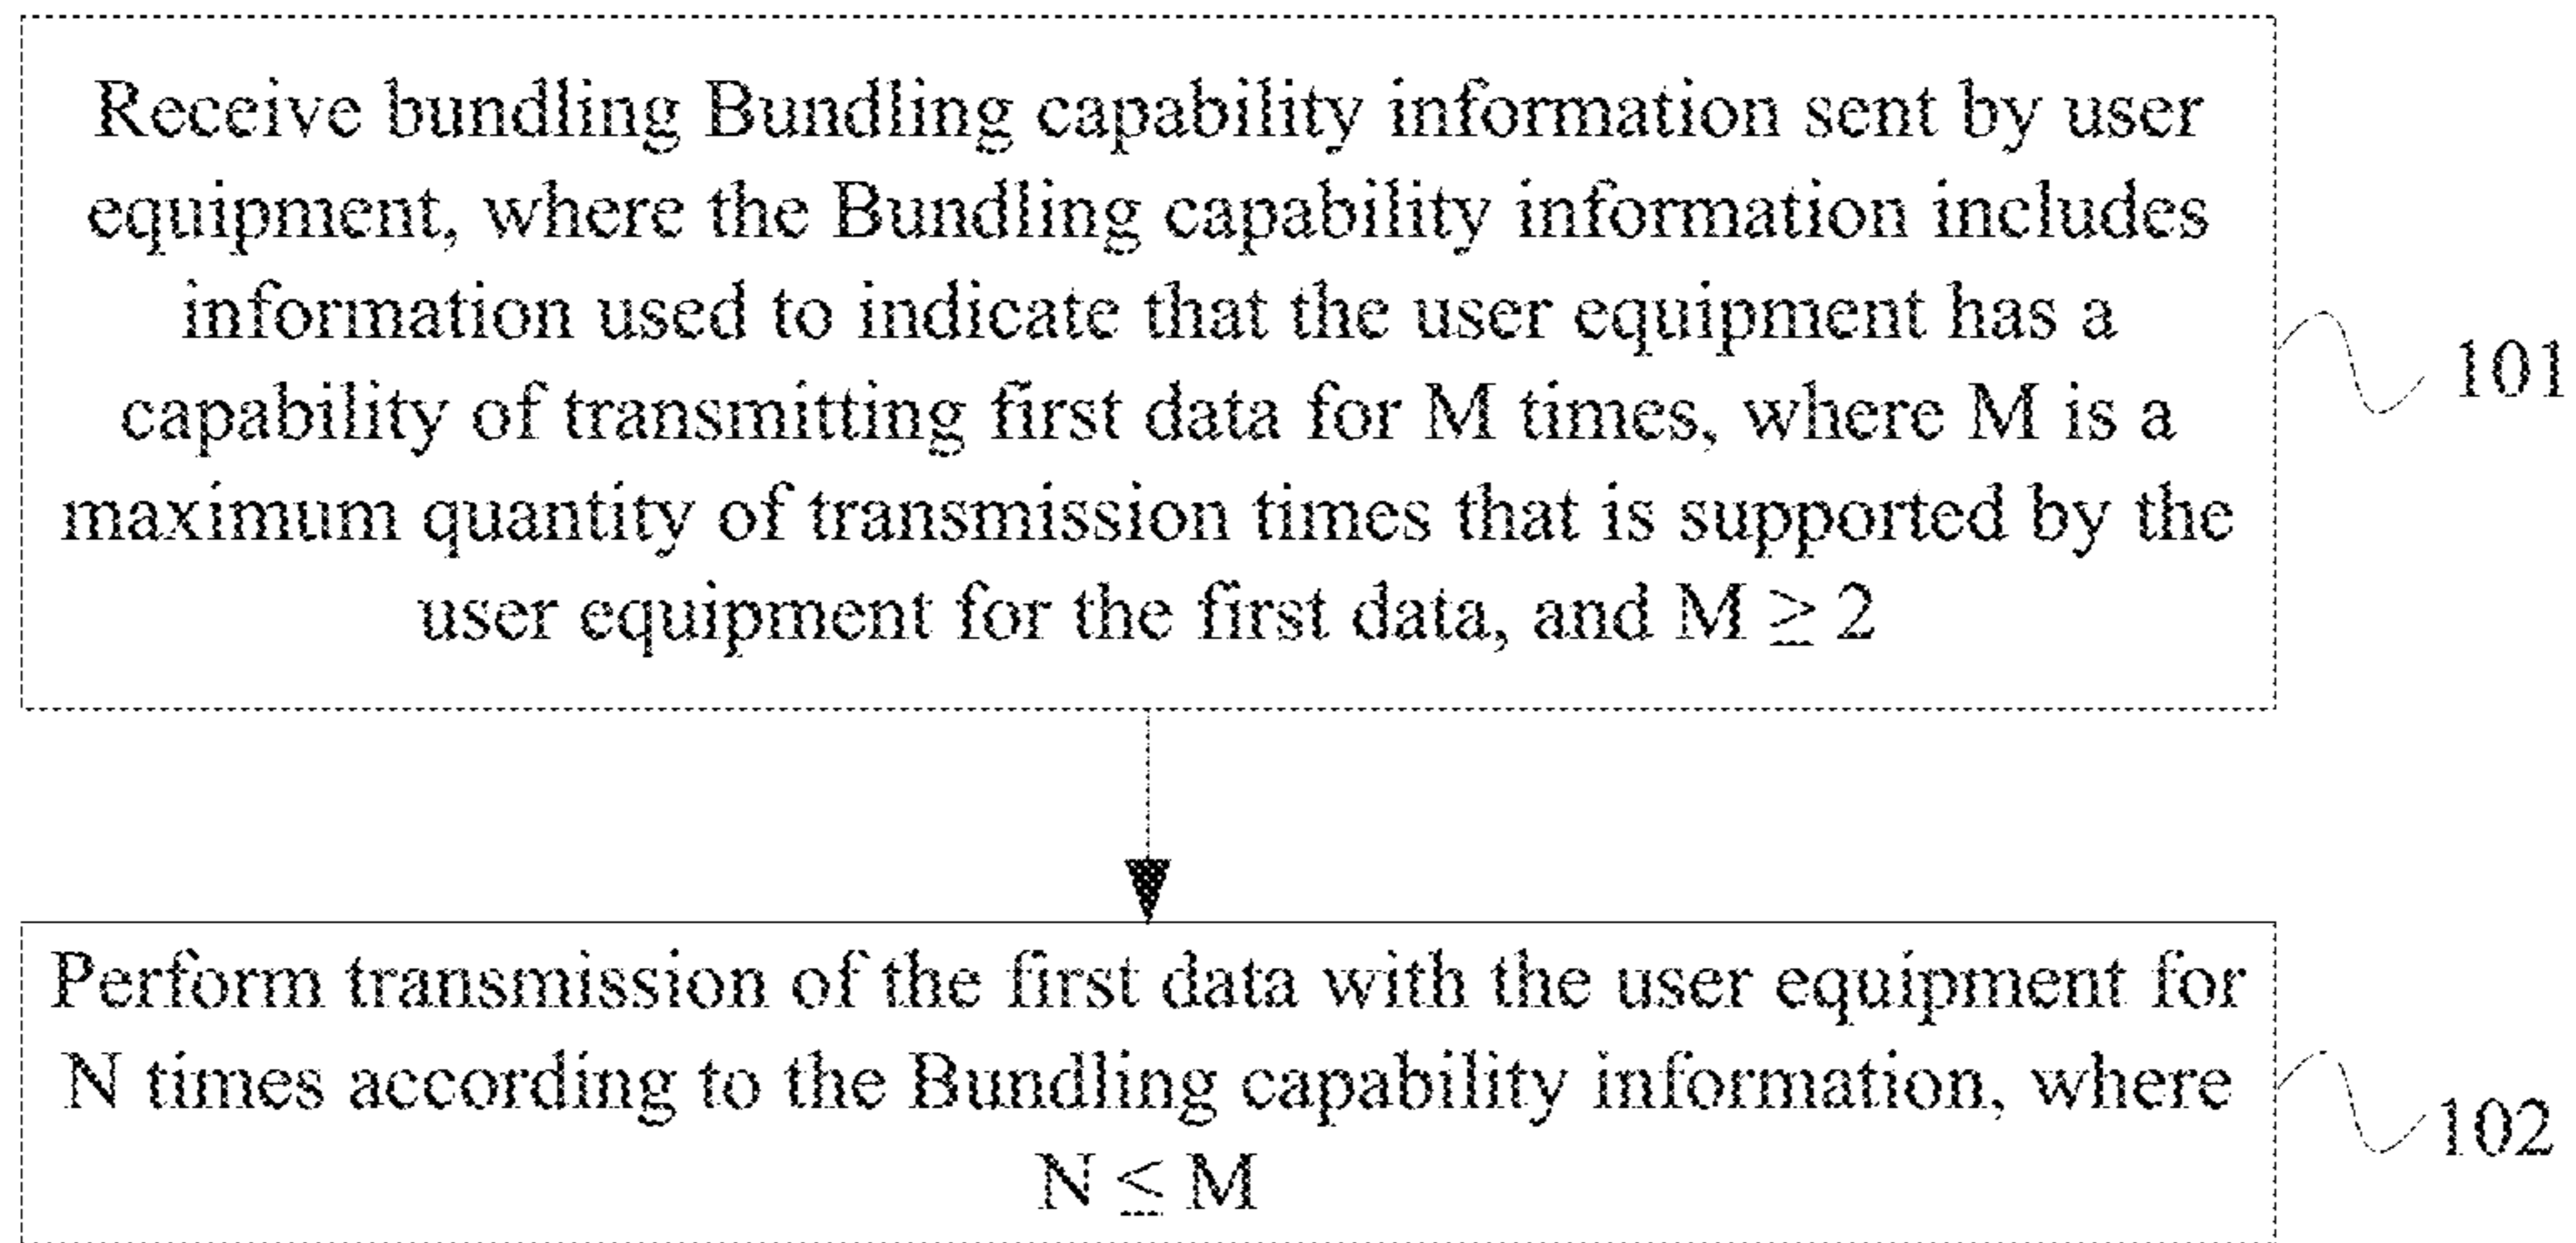 Receive bundling Bundling capability information sent by user
equipment, where the Bundling capability information includes
information used to indicate that the user equipment has a
capability of transmitting first data for M times, where M is a
maximum quantity of transmission times that is supported by the
user equipment for the first data, and M ≥ 2
101
Perform transmission of the first data with the user equipment for
N times according to the Bundling capability information, where
N ≤ M
102